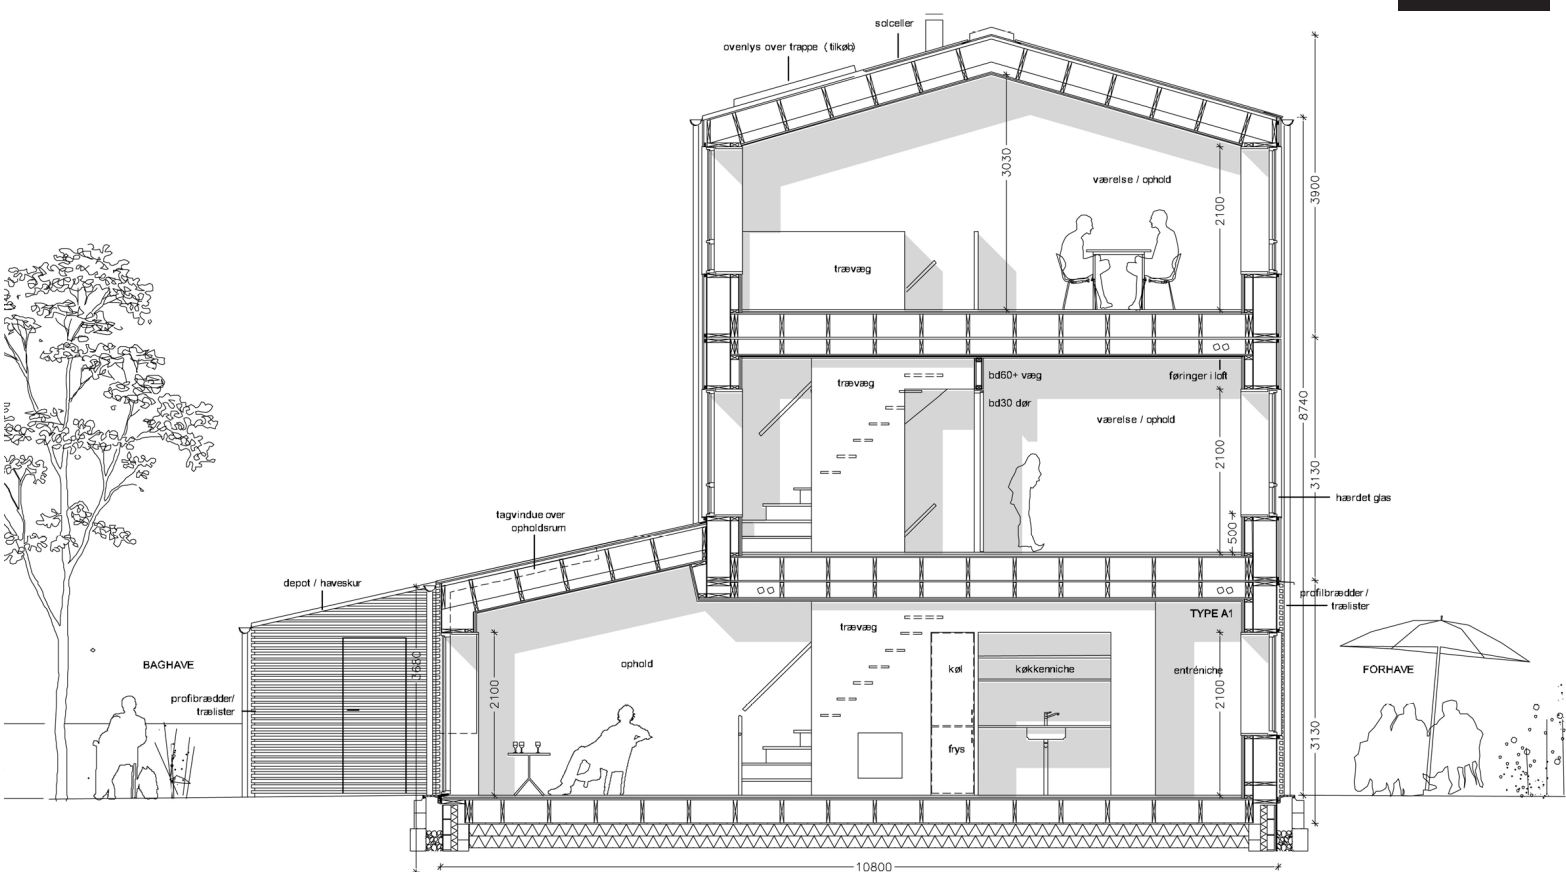 solceller
ovenlys over trappe (tilkøb)
3900
3030
værelse / ophold
2100
trævæg
8740
bd60+ væg
føringer i loft
trævæg
bd30 dør
værelse / ophold
2100
3130
hærdet glas
tagvindue over
opholdsrum
500
depot / haveskur
profilbrædder /
trælister
TYPE A1
trævæg
BAGHAVE
3680
ophold
køl
køkkenniche
entréniche
FORHAVE
profilbrædder/
trælister
2100
2100
frys
3130
10800